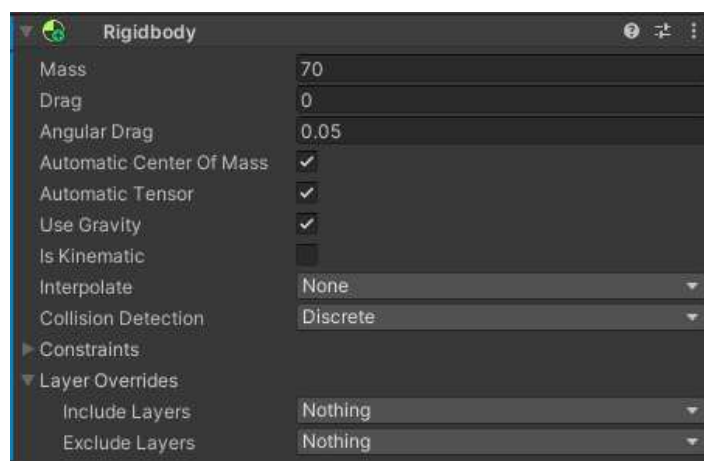 Rigidbody
Mass 70
Drag 0
Angular Drag 0.05
Automatic Center Of Mass
Automatic Tensor
Use Gravity
Is Kinematic
Interpolate None
Collision Detection Discrete
Constraints
Layer Overrides
Include Layers Nothing
Exclude Layers Nothing